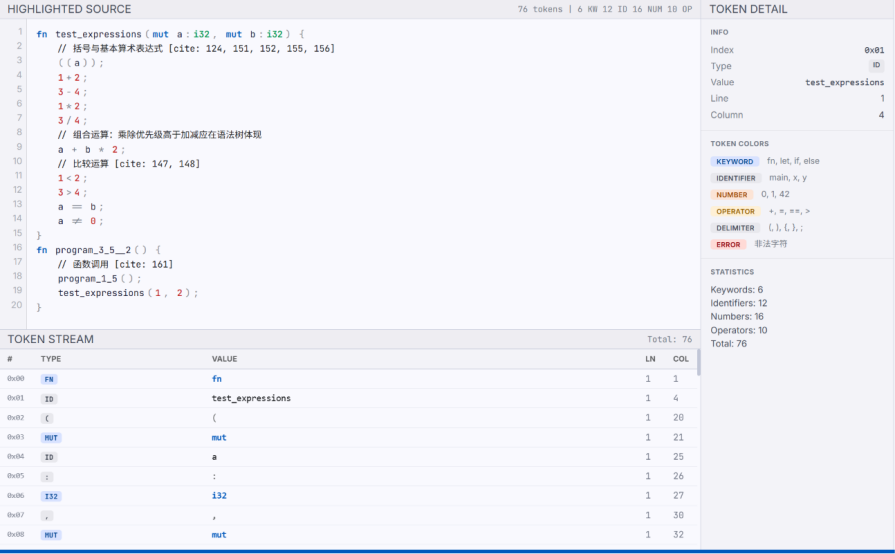 HIGHLIGHTED SOURCE
76 tokens | 6 KW 12 ID 16 NUM 10 OP
1 fn test_expressions(mut a:i32, mut b:i32) {
2 // 括号与基本算术表达式 [cite: 124, 151, 152, 155, 156]
3 ((a));
4 1+2;
5 3-4;
6 1*2;
7 3/4;
8 // 组合运算: 乘除优先级高于加减应在语法树体现
9 a + b * 2;
10 // 比较运算 [cite: 147, 148]
11 1<2;
12 3>4;
13 a == b;
14 a ≠ 0;
15 }
16 fn program_3_5__2() {
17 // 函数调用 [cite: 161]
18 program_1_5();
19 test_expressions(1, 2);
20 }
TOKEN STREAM
Total: 76
# TYPE VALUE LN COL
0x00 FN fn 1 1
0x01 ID test_expressions 1 4
0x02 ( ( 1 20
0x03 MUT mut 1 21
0x04 ID a 1 25
0x05 : : 1 26
0x06 I32 i32 1 27
0x07 , , 1 30
0x08 MUT mut 1 32
TOKEN DETAIL
INFO
Index 0x01
Type ID
Value test_expressions
Line 1
Column 4
TOKEN COLORS
KEYWORD fn, let, if, else
IDENTIFIER main, x, y
NUMBER 0, 1, 42
OPERATOR +, =, ==, >
DELIMITER (, ), {, }, ;
ERROR 非法字符
STATISTICS
Keywords: 6
Identifiers: 12
Numbers: 16
Operators: 10
Total: 76